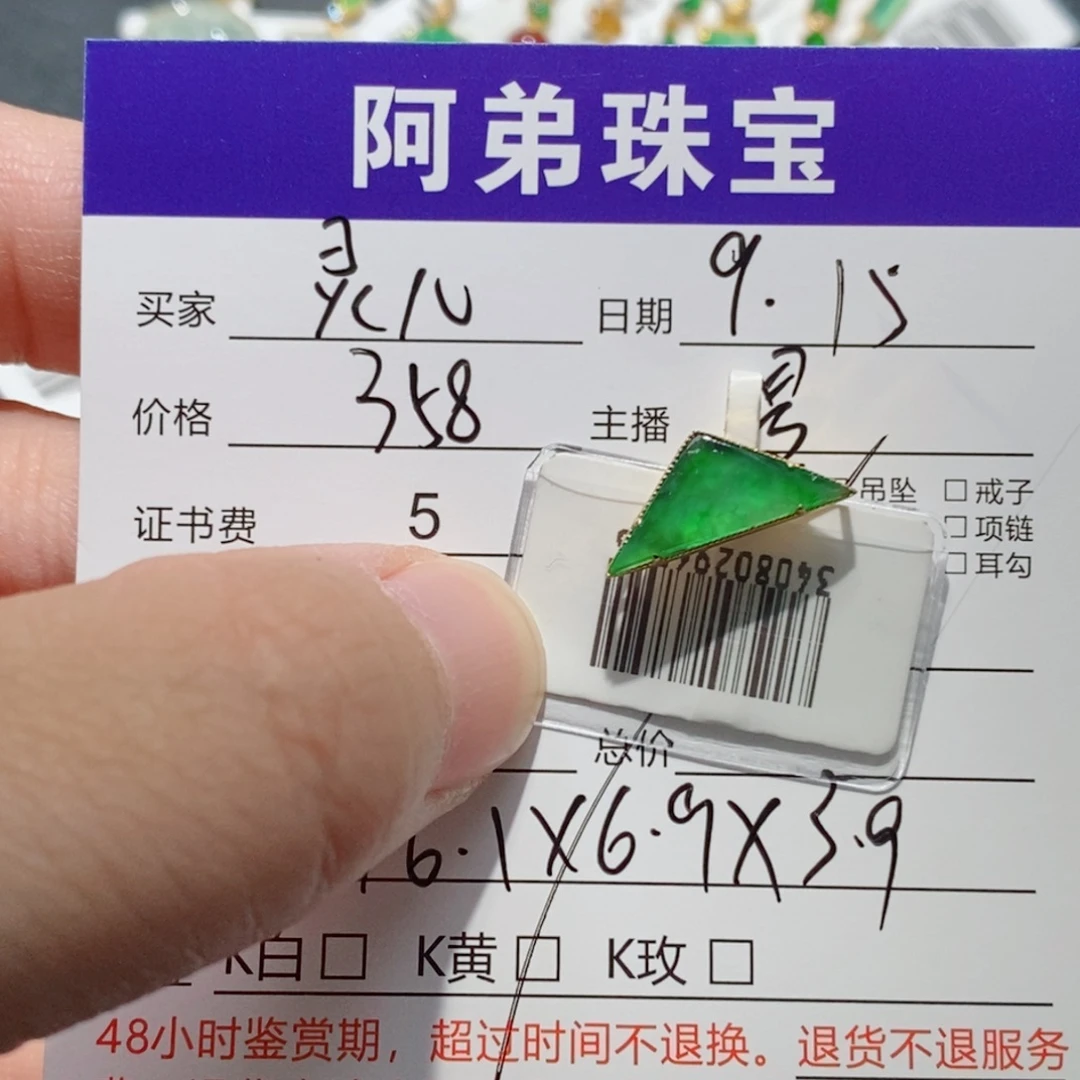 阿弟珠宝
买家 日期 9.15
价格 358 主播
证书费 5 吊坠 □ 戒子
□ 项链
□ 耳勾
总价
6.1X6.9X3.9
K白 □ K黄 □ K玫 □
48小时鉴赏期，超过时间不退换。退货不退服务